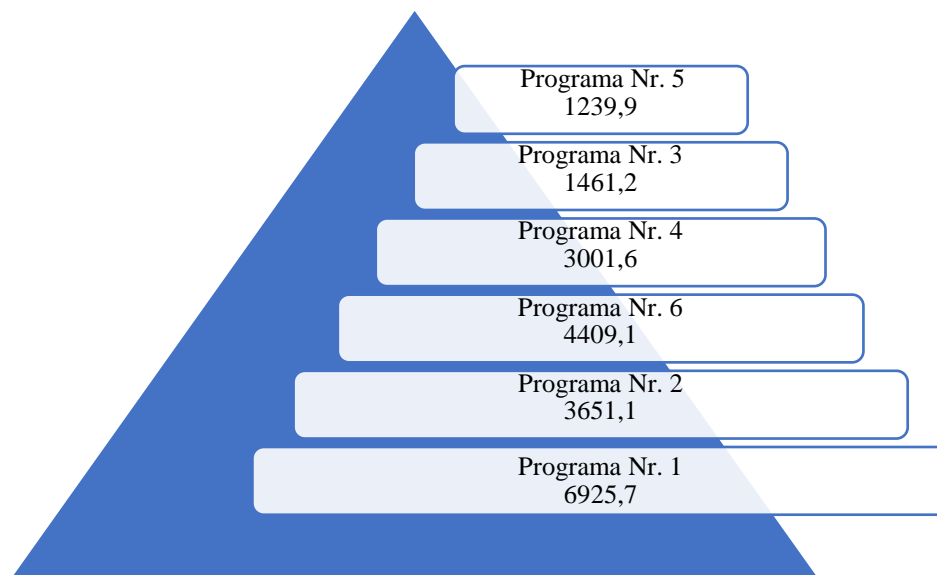 Programa Nr. 5
1239,9
Programa Nr. 3
1461,2
Programa Nr. 4
3001,6
Programa Nr. 6
4409,1
Programa Nr. 2
3651,1
Programa Nr. 1
6925,7